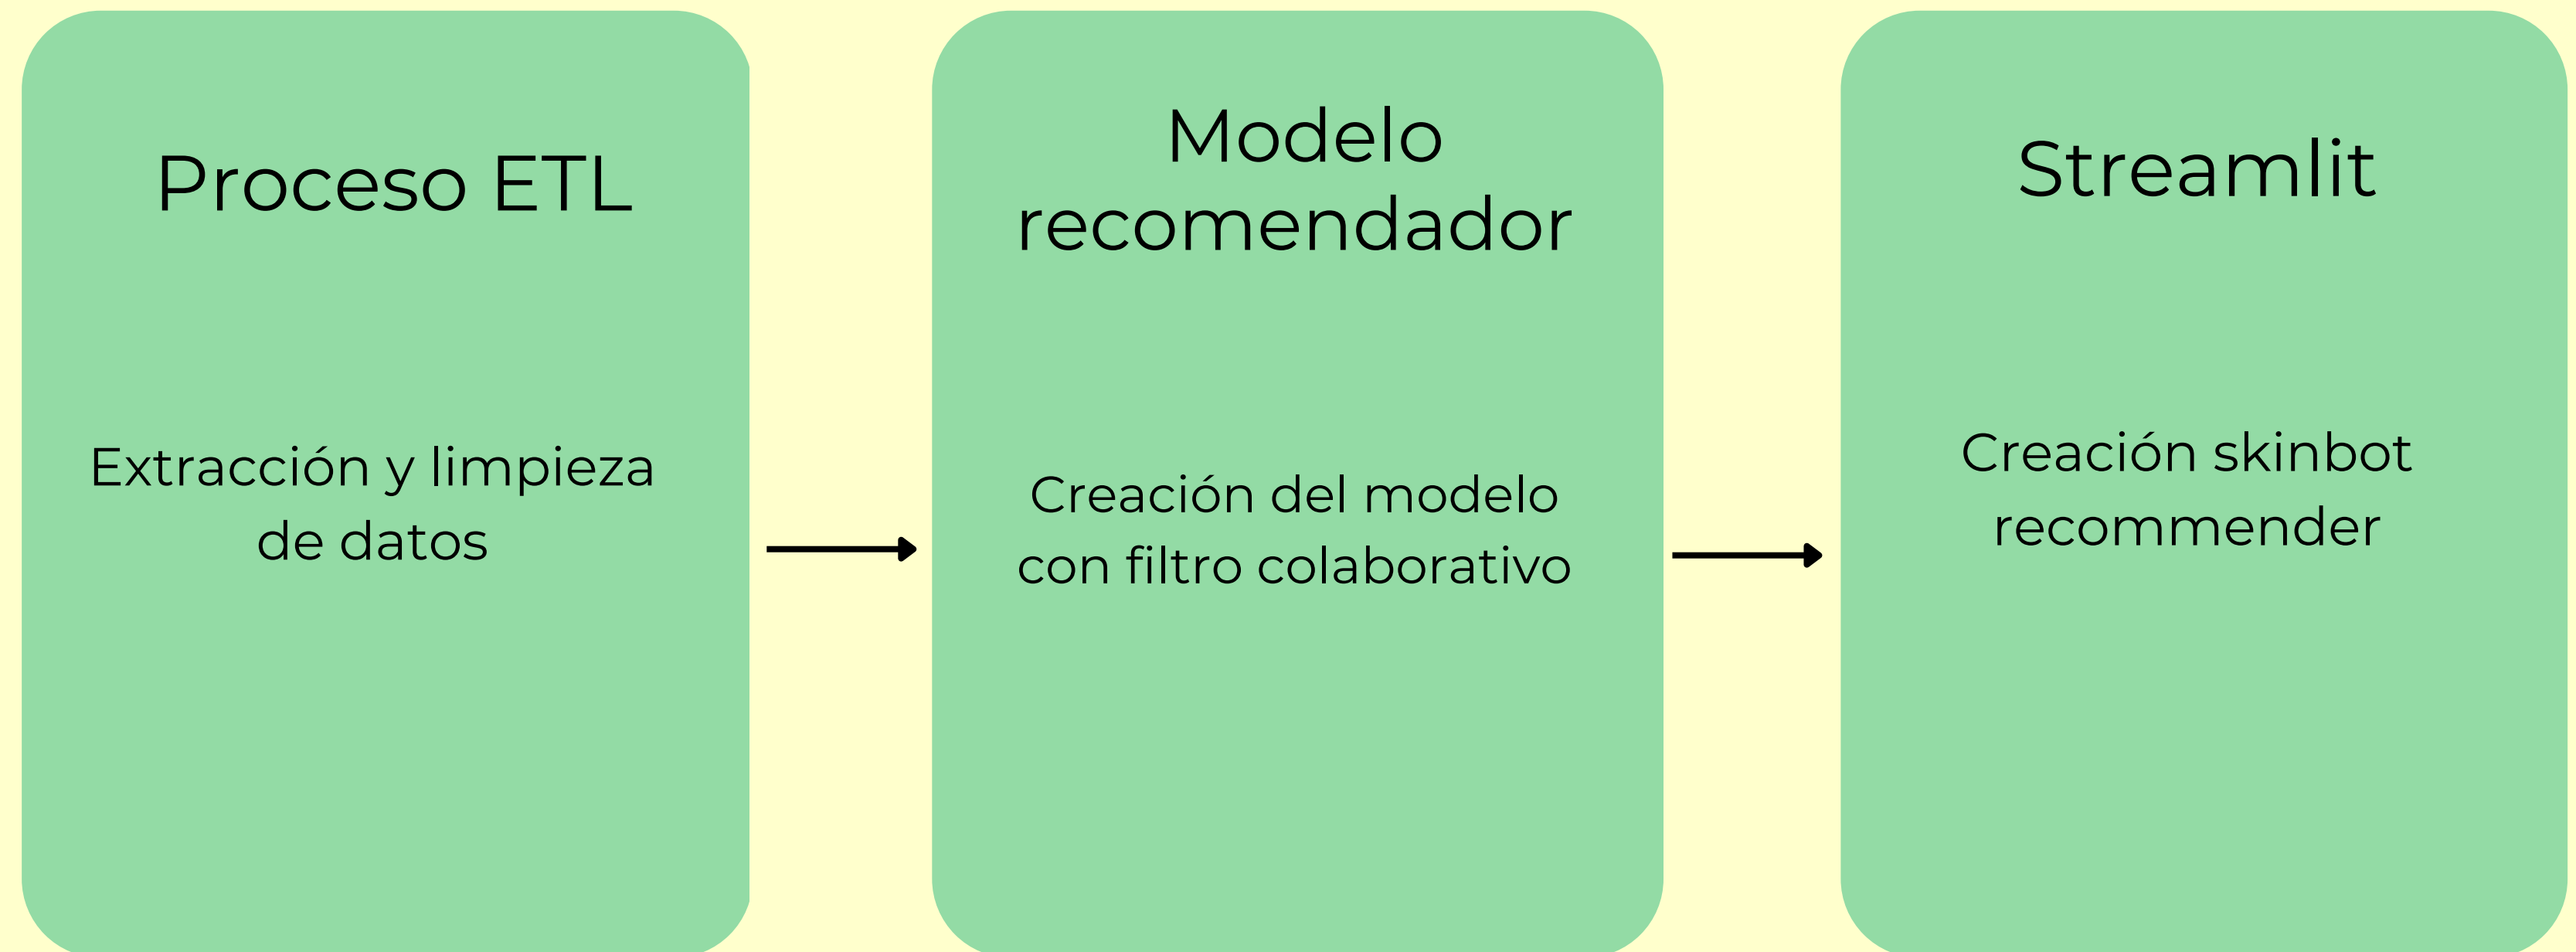 Proceso ETL
Extracción y limpieza
de datos
Modelo
recomendador
Creación del modelo
con filtro colaborativo
Streamlit
Creación skinbot
recommender